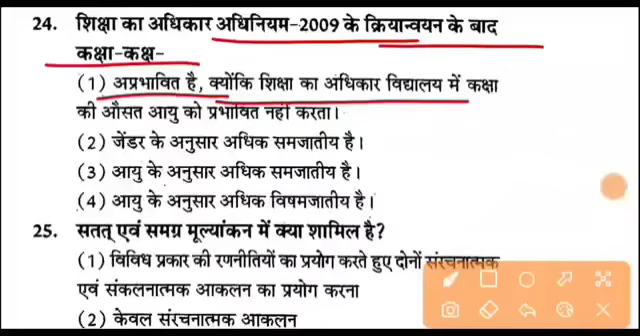 24. शिक्षा का अधिकार अधिनियम-2009 के क्रियान्वयन के बाद
कक्षा-कक्ष-
(1) अप्रभावित है, क्योंकि शिक्षा का अधिकार विद्यालय में कक्षा
की औसत आयु को प्रभावित नहीं करता।
(2) जेंडर के अनुसार अधिक समजातीय है।
(3) आयु के अनुसार अधिक समजातीय है।
(4) आयु के अनुसार अधिक विषमजातीय है।
25. सतत् एवं समग्र मूल्यांकन में क्या शामिल है?
(1) विविध प्रकार की रणनीतियों का प्रयोग करते हुए दोनों संरचनात्मक
एवं संकलनात्मक आकलन का प्रयोग करना
(2) केवल संरचनात्मक आकलन